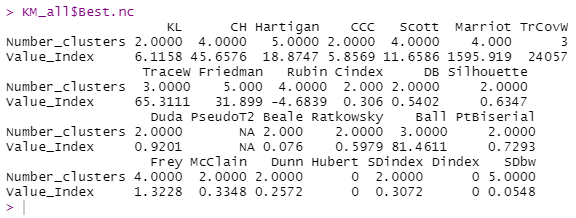 > KM_all$Best.nc
KL CH Hartigan CCC Scott Marriot TrCovW
Number_clusters 2.0000 4.0000 5.0000 2.0000 4.0000 4.000 3
Value_Index 6.1158 45.6576 18.8747 5.8569 11.6586 1595.919 24057
TraceW Friedman Rubin Cindex DB Silhouette
Number_clusters 3.0000 5.000 4.0000 2.000 2.0000 2.0000
Value_Index 65.3111 31.899 -4.6839 0.306 0.5402 0.6347
Duda PseudoT2 Beale Ratkowsky Ball PtBiserial
Number_clusters 2.0000 NA 2.000 2.0000 3.0000 2.0000
Value_Index 0.9201 NA 0.076 0.5979 81.4611 0.7293
Frey McClain Dunn Hubert SDindex Dindex SDbw
Number_clusters 4.0000 2.0000 2.0000 0 2.0000 0 5.0000
Value_Index 1.3228 0.3348 0.2572 0 0.3072 0 0.0548
>